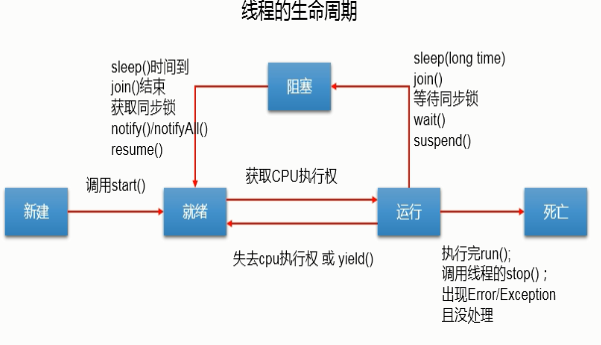 线程的生命周期
sleep()时间到
join()结束
获取同步锁
notify()/notifyAll()
resume()
阻塞
sleep(long time)
join()
等待同步锁
wait()
suspend()
调用start()
获取CPU执行权
新建
就绪
运行
死亡
失去cpu执行权 或 yield()
执行完run();
调用线程的stop() ;
出现Error/Exception
且没处理